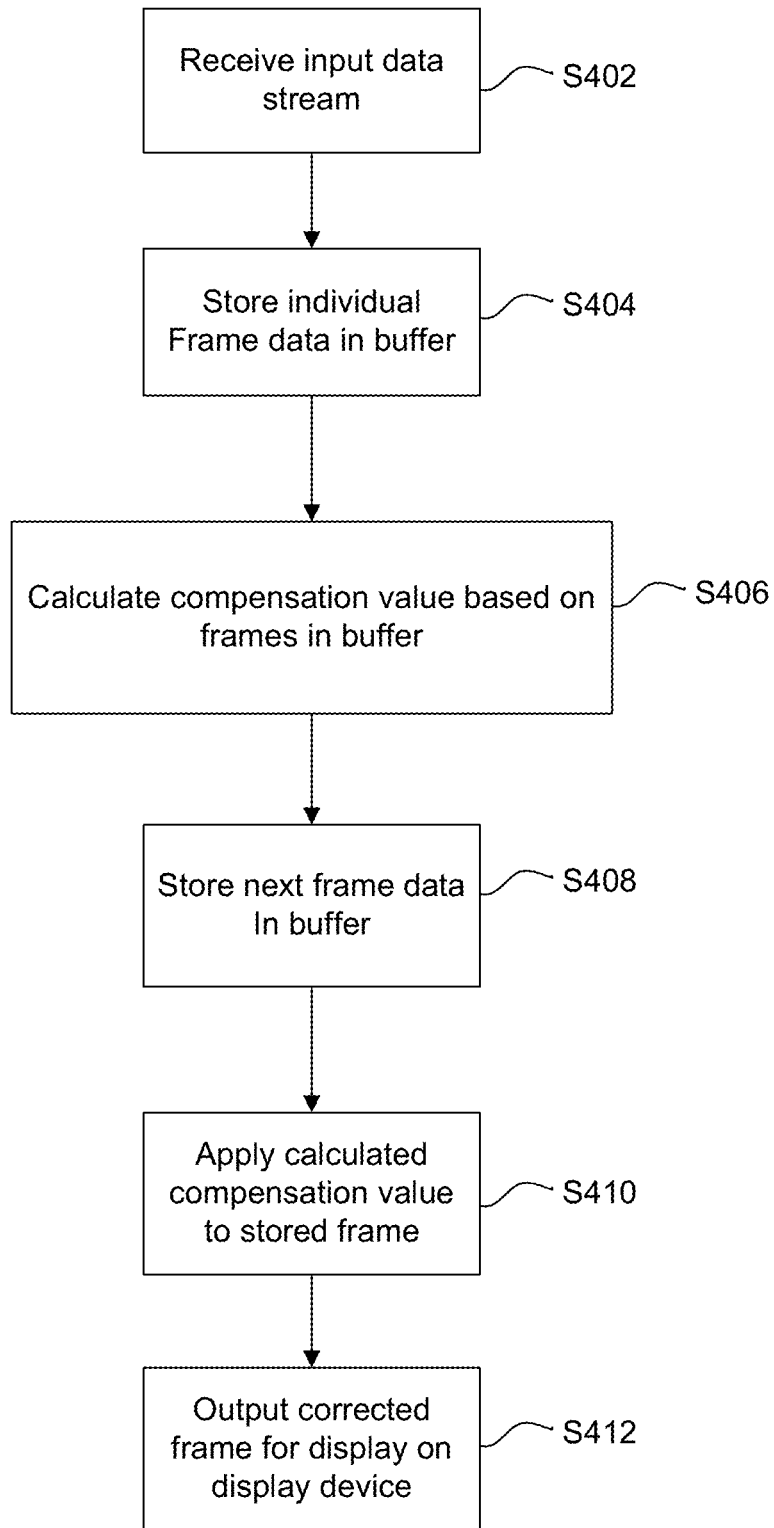 Receive input data
stream
S402
Store individual
Frame data in buffer
S404
Calculate compensation value based on
frames in buffer
S406
Store next frame data
In buffer
S408
Apply calculated
compensation value
to stored frame
S410
Output corrected
frame for display on
display device
S412